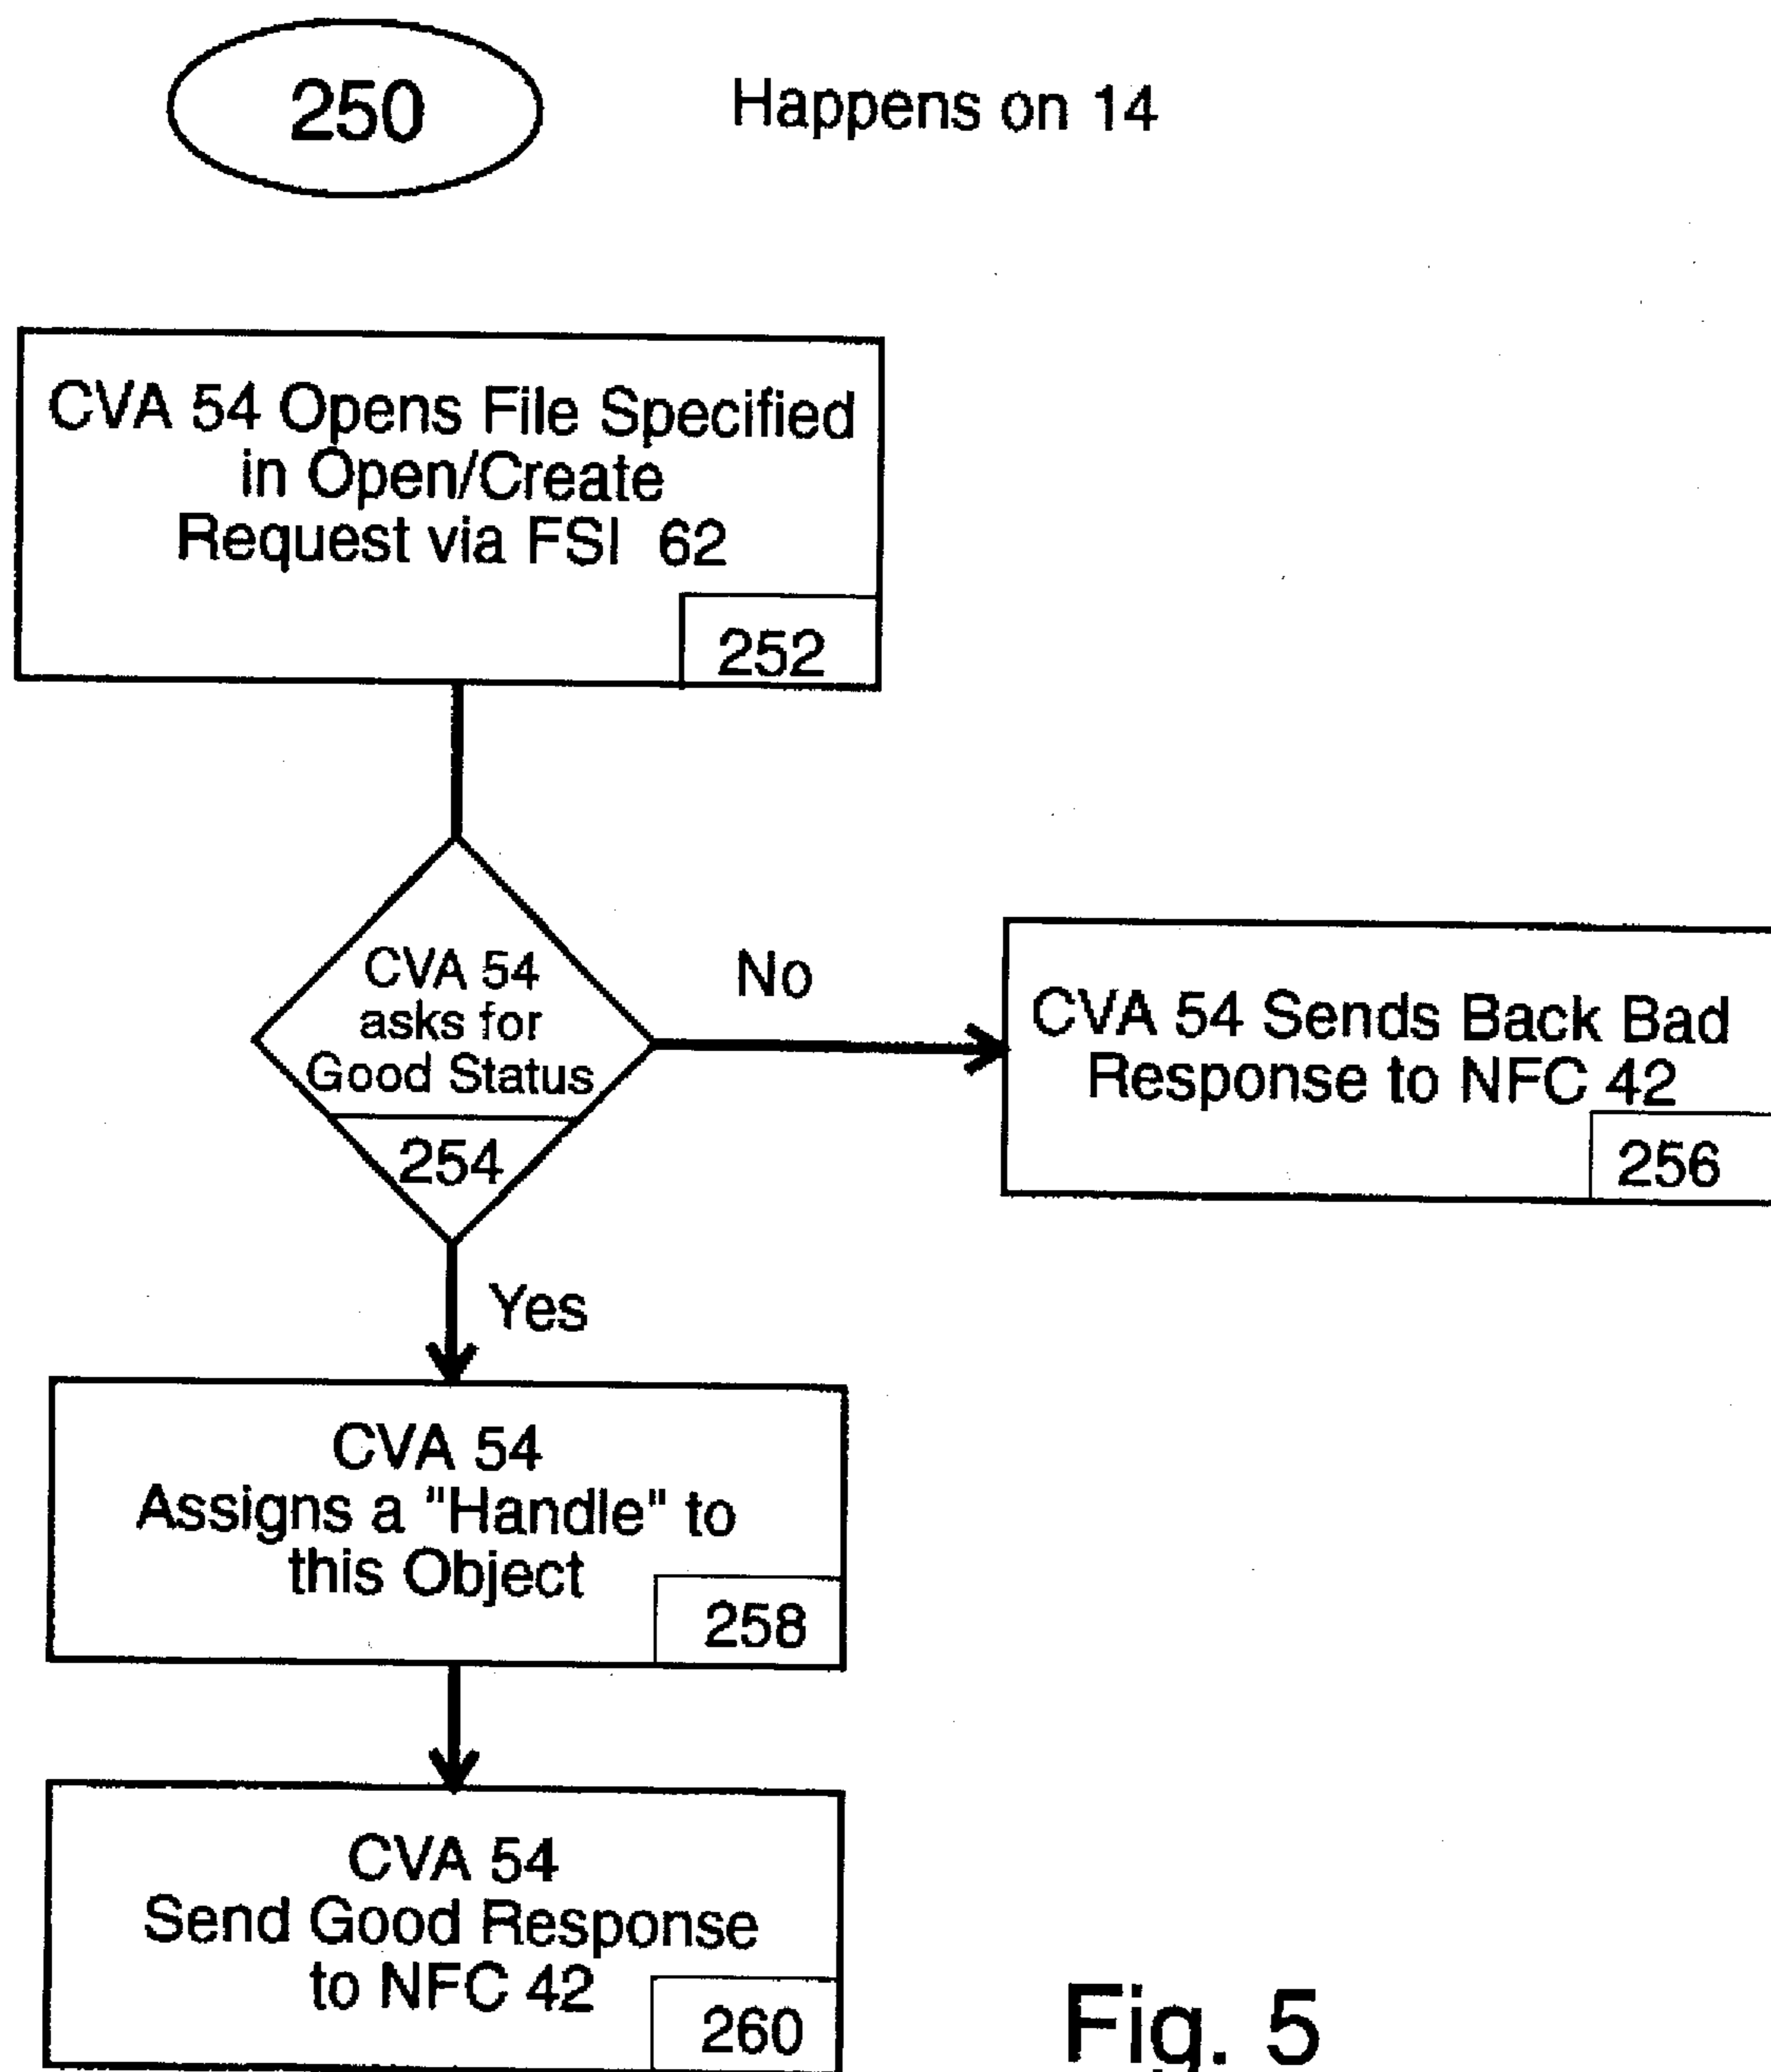 250
Happens on 14
CVA 54 Opens File Specified
in Open/Create
Request via FSI 62
252
CVA 54
asks for
Good Status
254
No
CVA 54 Sends Back Bad
Response to NFC 42
256
Yes
CVA 54
Assigns a "Handle" to
this Object
258
CVA 54
Send Good Response
to NFC 42
260
Fig. 5